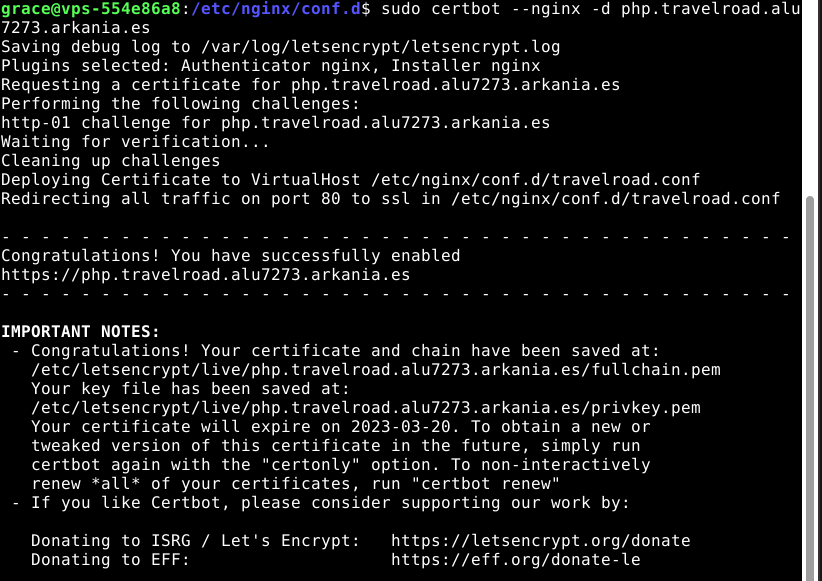 grace@vps-554e86a8:/etc/nginx/conf.d$ sudo certbot --nginx -d php.travelroad.alu
7273.arkania.es
Saving debug log to /var/log/letsencrypt/letsencrypt.log
Plugins selected: Authenticator nginx, Installer nginx
Requesting a certificate for php.travelroad.alu7273.arkania.es
Performing the following challenges:
http-01 challenge for php.travelroad.alu7273.arkania.es
Waiting for verification...
Cleaning up challenges
Deploying Certificate to VirtualHost /etc/nginx/conf.d/travelroad.conf
Redirecting all traffic on port 80 to ssl in /etc/nginx/conf.d/travelroad.conf
- - - - - - - - - - - - - - - - - - - - - - - - - - - - - - - - - - - - - - - -
Congratulations! You have successfully enabled
https://php.travelroad.alu7273.arkania.es
- - - - - - - - - - - - - - - - - - - - - - - - - - - - - - - - - - - - - - - -
IMPORTANT NOTES:
 - Congratulations! Your certificate and chain have been saved at:
   /etc/letsencrypt/live/php.travelroad.alu7273.arkania.es/fullchain.pem
   Your key file has been saved at:
   /etc/letsencrypt/live/php.travelroad.alu7273.arkania.es/privkey.pem
   Your certificate will expire on 2023-03-20. To obtain a new or
   tweaked version of this certificate in the future, simply run
   certbot again with the "certonly" option. To non-interactively
   renew *all* of your certificates, run "certbot renew"
 - If you like Certbot, please consider supporting our work by:
   Donating to ISRG / Let's Encrypt:   https://letsencrypt.org/donate
   Donating to EFF:                    https://eff.org/donate-le